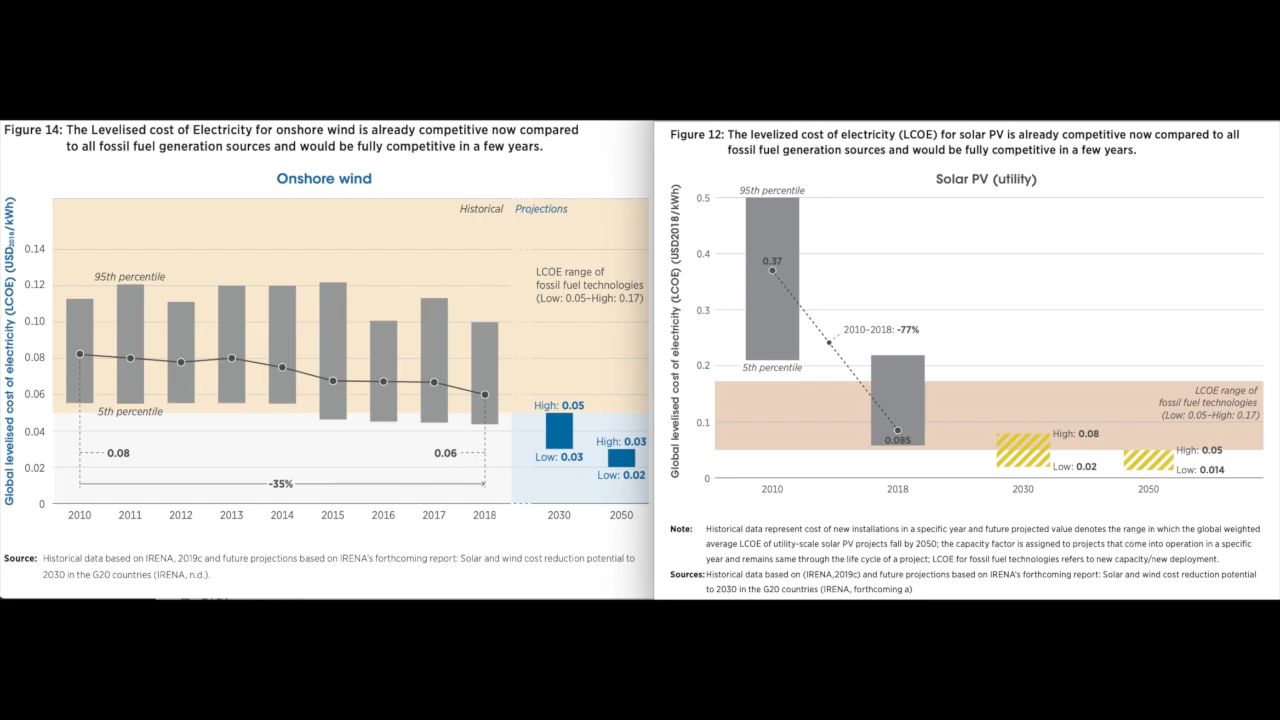 Figure 14: The Levelised cost of Electricity for onshore wind is already competitive now compared
to all fossil fuel generation sources and would be fully competitive in a few years.
Onshore wind
Global levelised cost of electricity (LCOE) (USD2018/kWh)
Historical Projections
0.14
0.12
0.10
0.08
0.06
0.04
0.02
0
95th percentile
5th percentile
LCOE range of
fossil fuel technologies
(Low: 0.05–High: 0.17)
High: 0.05
Low: 0.03
High: 0.03
Low: 0.02
0.08
0.06
-35%
2010 2011 2012 2013 2014 2015 2016 2017 2018 2030 2050
Source: Historical data based on IRENA, 2019c and future projections based on IRENA's forthcoming report: Solar and wind cost reduction potential to
2030 in the G20 countries (IRENA, n.d.).
Figure 12: The levelized cost of electricity (LCOE) for solar PV is already competitive now compared to all
fossil fuel generation sources and would be fully competitive in a few years.
Solar PV (utility)
Global levelised cost of electricity (LCOE) (USD2018/kWh)
0.5
0.4
0.3
0.2
0.1
0
95th percentile
0.37
2010–2018: -77%
5th percentile
0.085
LCOE range of
fossil fuel technologies
(Low: 0.05–High: 0.17)
High: 0.08
Low: 0.02
High: 0.05
Low: 0.014
2010 2018 2030 2050
Note: Historical data represent cost of new installations in a specific year and future projected value denotes the range in which the global weighted
average LCOE of utility-scale solar PV projects fall by 2050; the capacity factor is assigned to projects that come into operation in a specific
year and remains same through the life cycle of a project; LCOE for fossil fuel technologies refers to new capacity/new deployment.
Sources: Historical data based on (IRENA,2019c) and future projections based on IRENA's forthcoming report: Solar and wind cost reduction potential
to 2030 in the G20 countries (IRENA, forthcoming a)